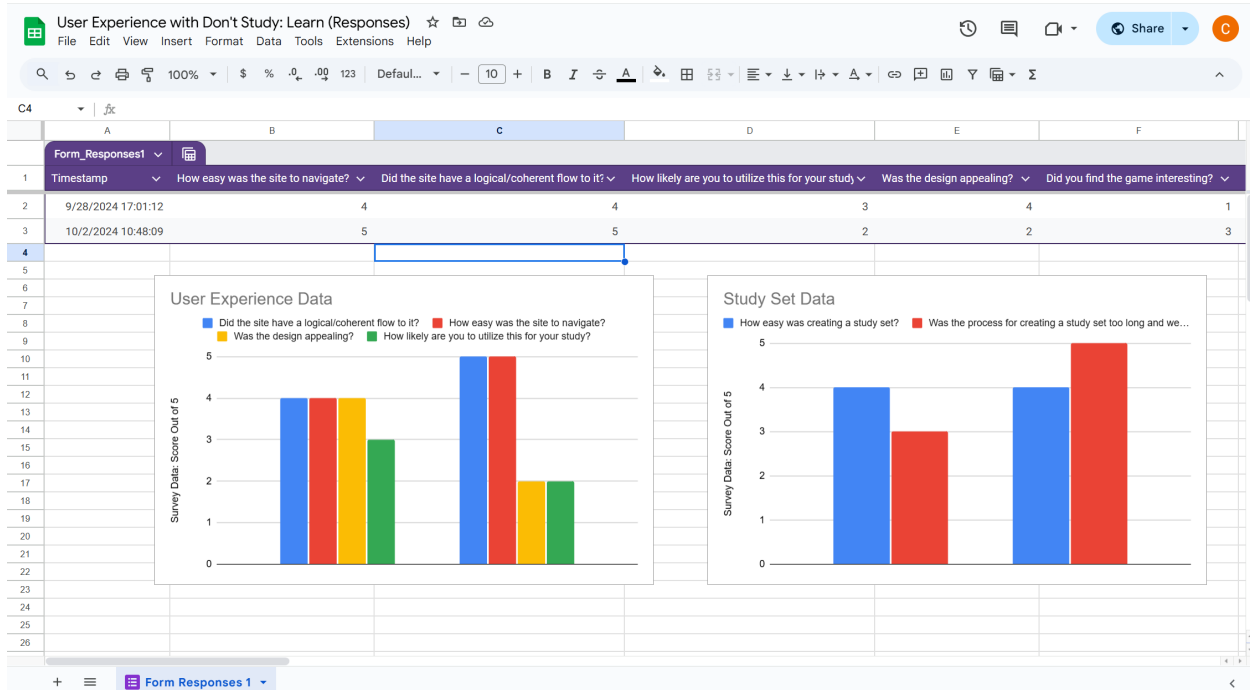 User Experience with Don't Study: Learn (Responses)
File Edit View Insert Format Data Tools Extensions Help
Share
C
100% $ % .0 .00 123 Defaul... 10 B I A
C4 fx
A B C D E F
Form_Responses1
1 Timestamp How easy was the site to navigate? Did the site have a logical/coherent flow to it? How likely are you to utilize this for your study Was the design appealing? Did you find the game interesting?
2 9/28/2024 17:01:12 4 4 3 4 1
3 10/2/2024 10:48:09 5 5 2 2 3
4
5
6
7
8
9
10
11
12
13
14
15
16
17
18
19
20
21
22
23
24
25
26
User Experience Data
Did the site have a logical/coherent flow to it? How easy was the site to navigate?
Was the design appealing? How likely are you to utilize this for your study?
Survey Data: Score Out of 5
5
4
3
2
1
0
Study Set Data
How easy was creating a study set? Was the process for creating a study set too long and we...
Survey Data: Score Out of 5
5
4
3
2
1
0
Form Responses 1